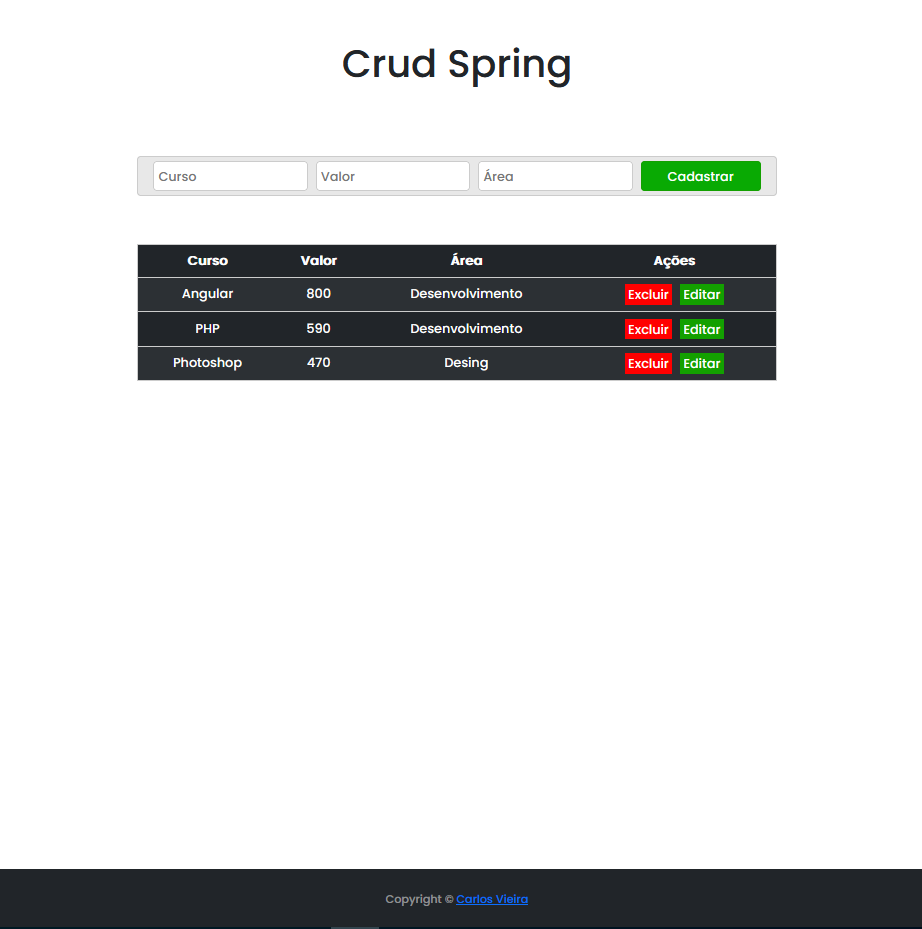 Crud Spring
Curso Valor Área Cadastrar
Curso Valor Área Ações
Angular 800 Desenvolvimento Excluir Editar
PHP 590 Desenvolvimento Excluir Editar
Photoshop 470 Desing Excluir Editar
Copyright © Carlos Vieira